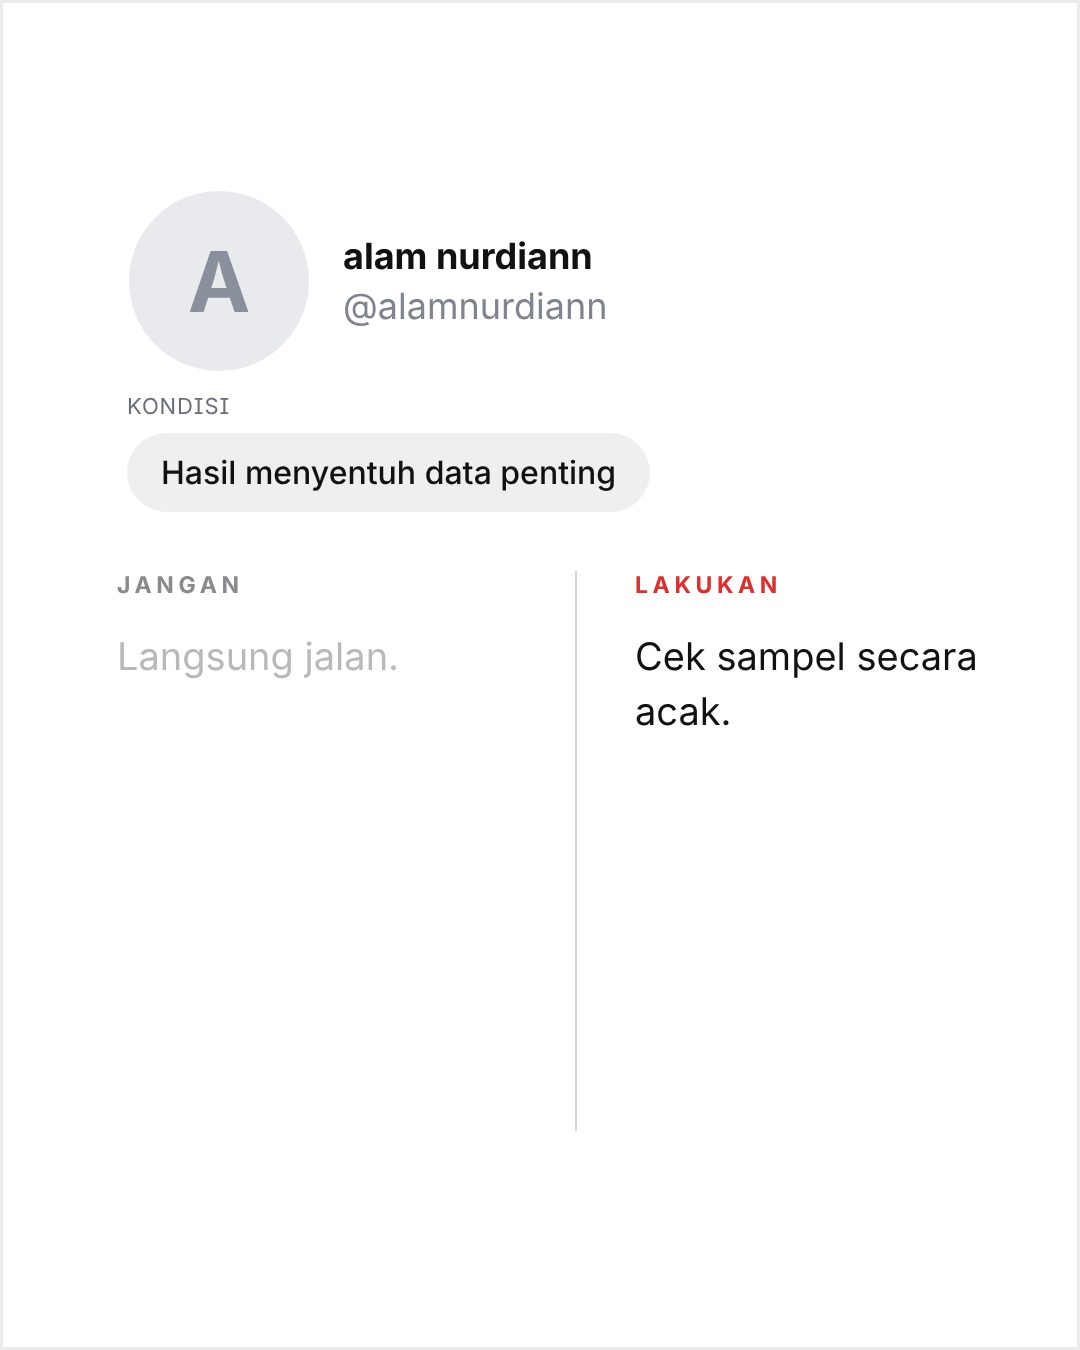 A
alam nurdiann
@alamnurdiann
KONDISI
Hasil menyentuh data penting
JANGAN
Langsung jalan.
LAKUKAN
Cek sampel secara
acak.